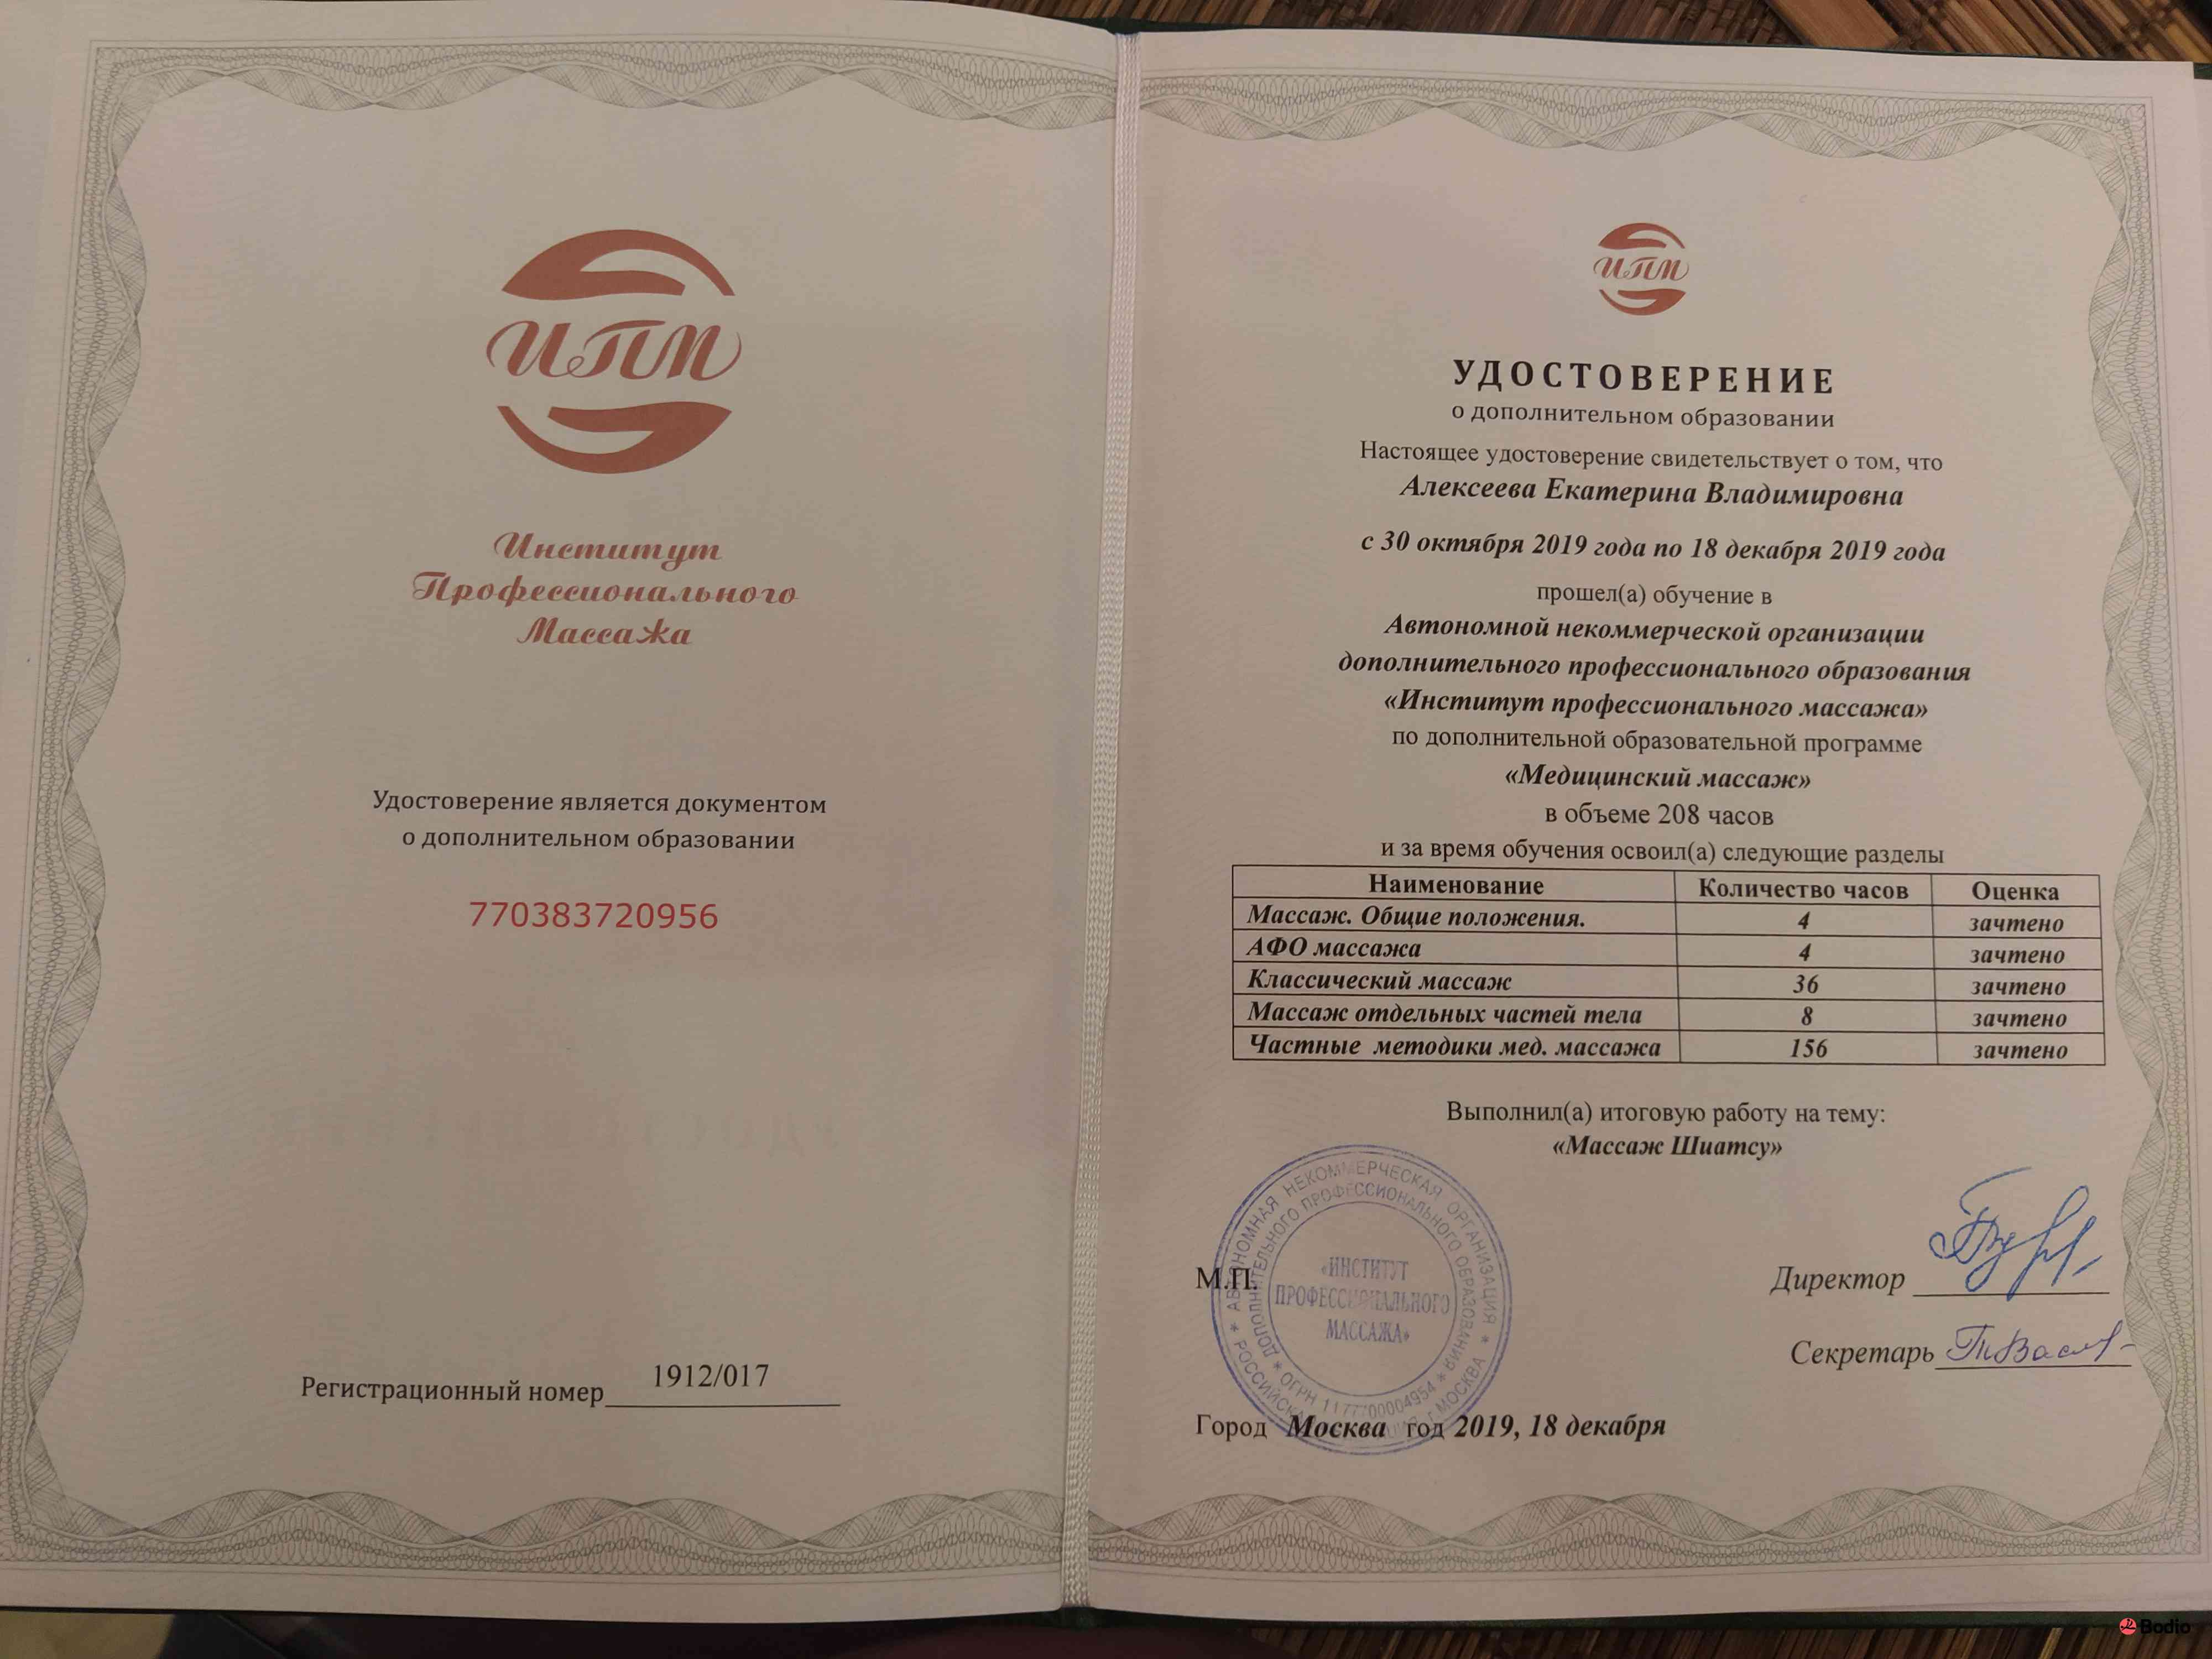 ИПМ
Институт
Профессионального
Массажа
Удостоверение является документом
о дополнительном образовании
770383720956
Регистрационный номер 1912/017
ИПМ
УДОСТОВЕРЕНИЕ
о дополнительном образовании
Настоящее удостоверение свидетельствует о том, что
Алексеева Екатерина Владимировна
с 30 октября 2019 года по 18 декабря 2019 года
прошел(а) обучение в
Автономной некоммерческой организации
дополнительного профессионального образования
«Институт профессионального массажа»
по дополнительной образовательной программе
«Медицинский массаж»
в объеме 208 часов
и за время обучения освоил(а) следующие разделы
Наименование Количество часов Оценка
Массаж. Общие положения. 4 зачтено
АФО массажа 4 зачтено
Классический массаж 36 зачтено
Массаж отдельных частей тела 8 зачтено
Частные методики мед. массажа 156 зачтено
Выполнил(а) итоговую работу на тему:
«Массаж Шиатсу»
АВТОНОМНАЯ НЕКОММЕРЧЕСКАЯ ОРГАНИЗАЦИЯ
ДОПОЛНИТЕЛЬНОГО ПРОФЕССИОНАЛЬНОГО ОБРАЗОВАНИЯ
«ИНСТИТУТ
ПРОФЕССИОНАЛЬНОГО
МАССАЖА»
ОГРН 1177700004954
г. МОСКВА
М.П.
Директор
Секретарь
Город Москва год 2019, 18 декабря
Bodio